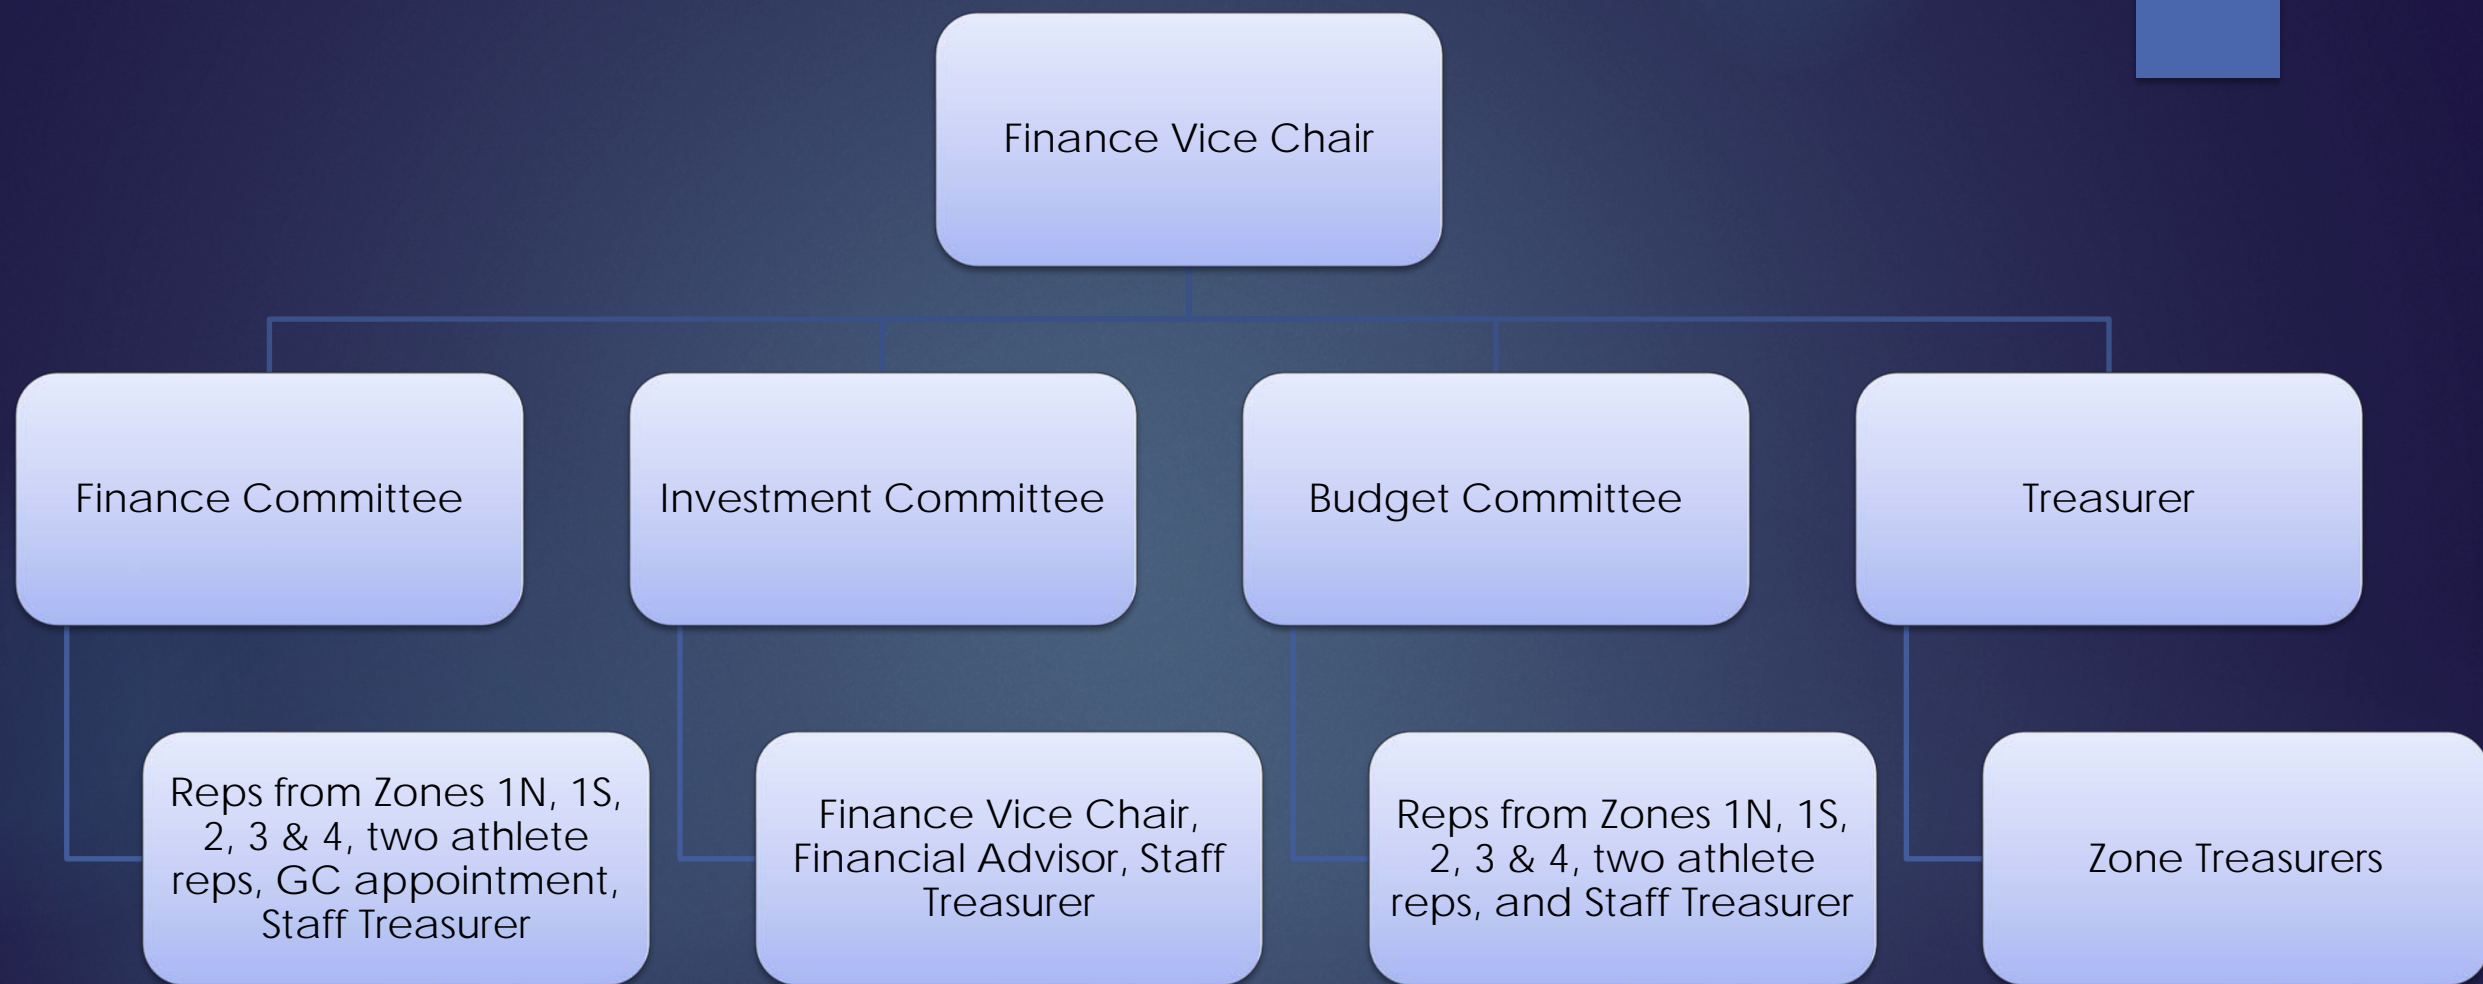 Finance Vice Chair
Finance Committee
Investment Committee
Budget Committee
Treasurer
Reps from Zones 1N, 1S,
2, 3 & 4, two athlete
reps, GC appointment,
Staff Treasurer
Finance Vice Chair,
Financial Advisor, Staff
Treasurer
Reps from Zones 1N, 1S,
2, 3 & 4, two athlete
reps, and Staff Treasurer
Zone Treasurers